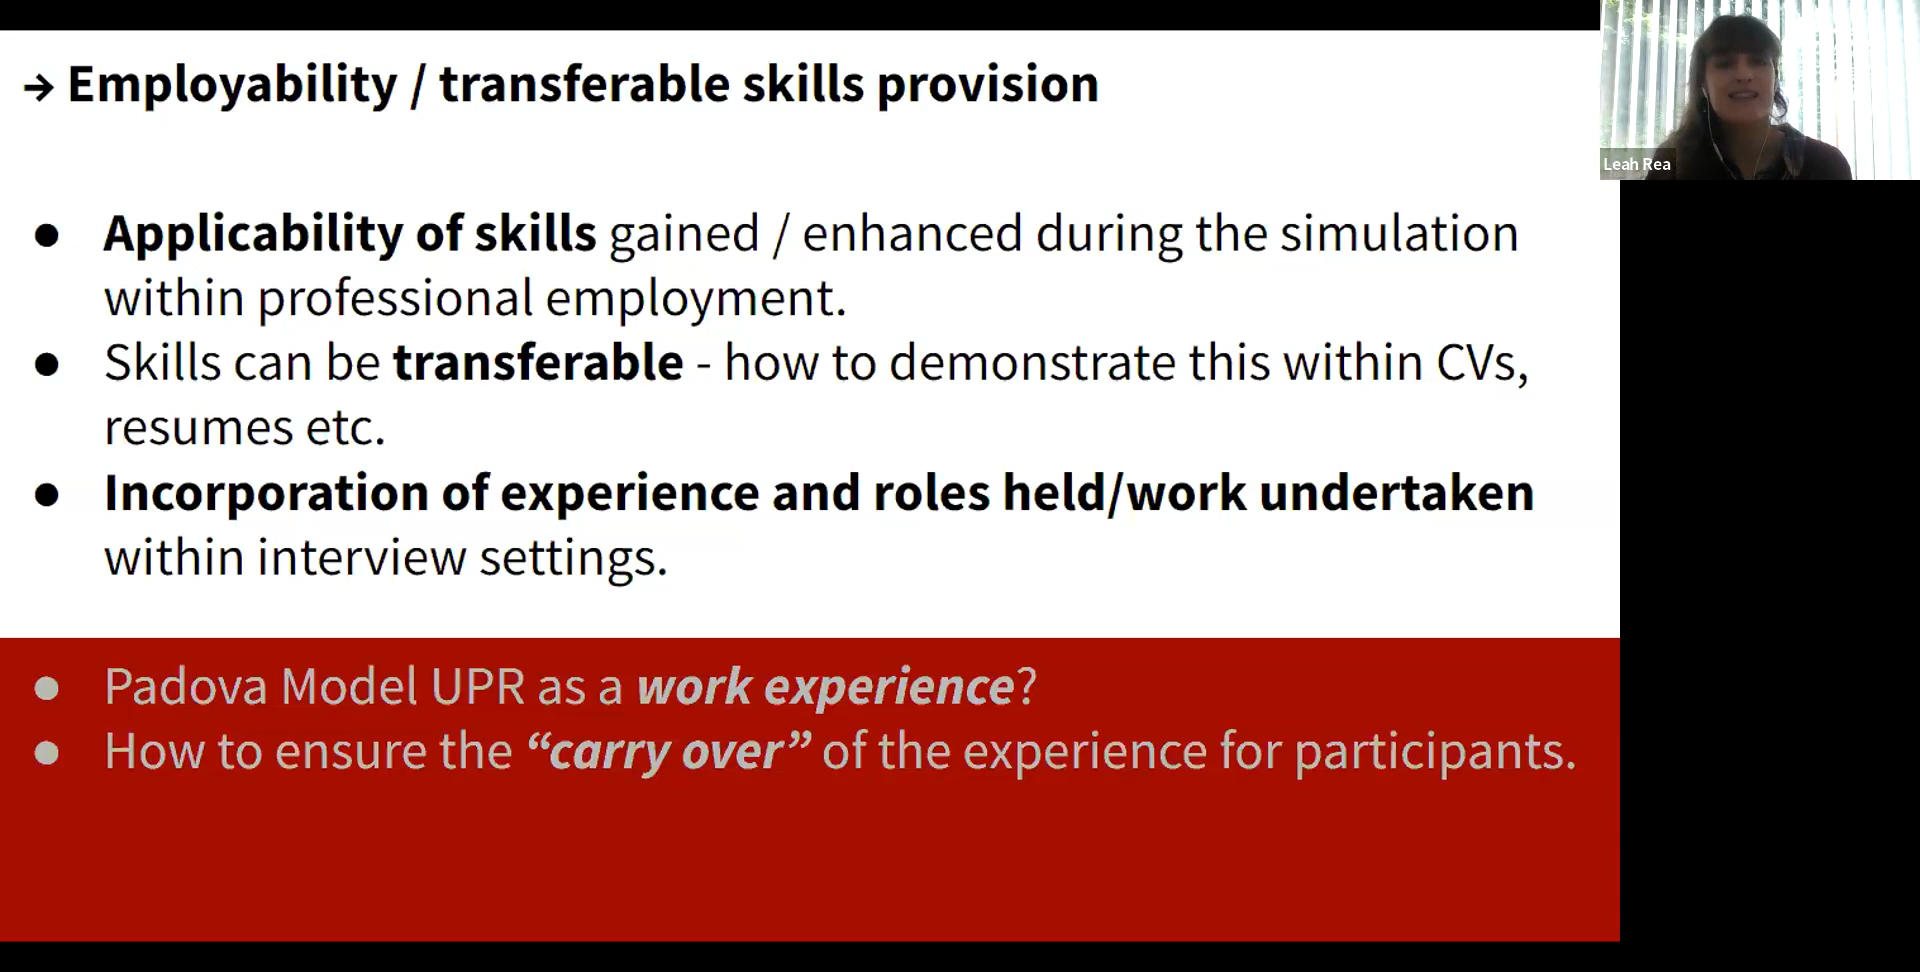 → Employability / transferable skills provision
Leah Rea
● Applicability of skills gained / enhanced during the simulation
within professional employment.
● Skills can be transferable - how to demonstrate this within CVs,
resumes etc.
● Incorporation of experience and roles held/work undertaken
within interview settings.
● Padova Model UPR as a work experience?
● How to ensure the “carry over” of the experience for participants.